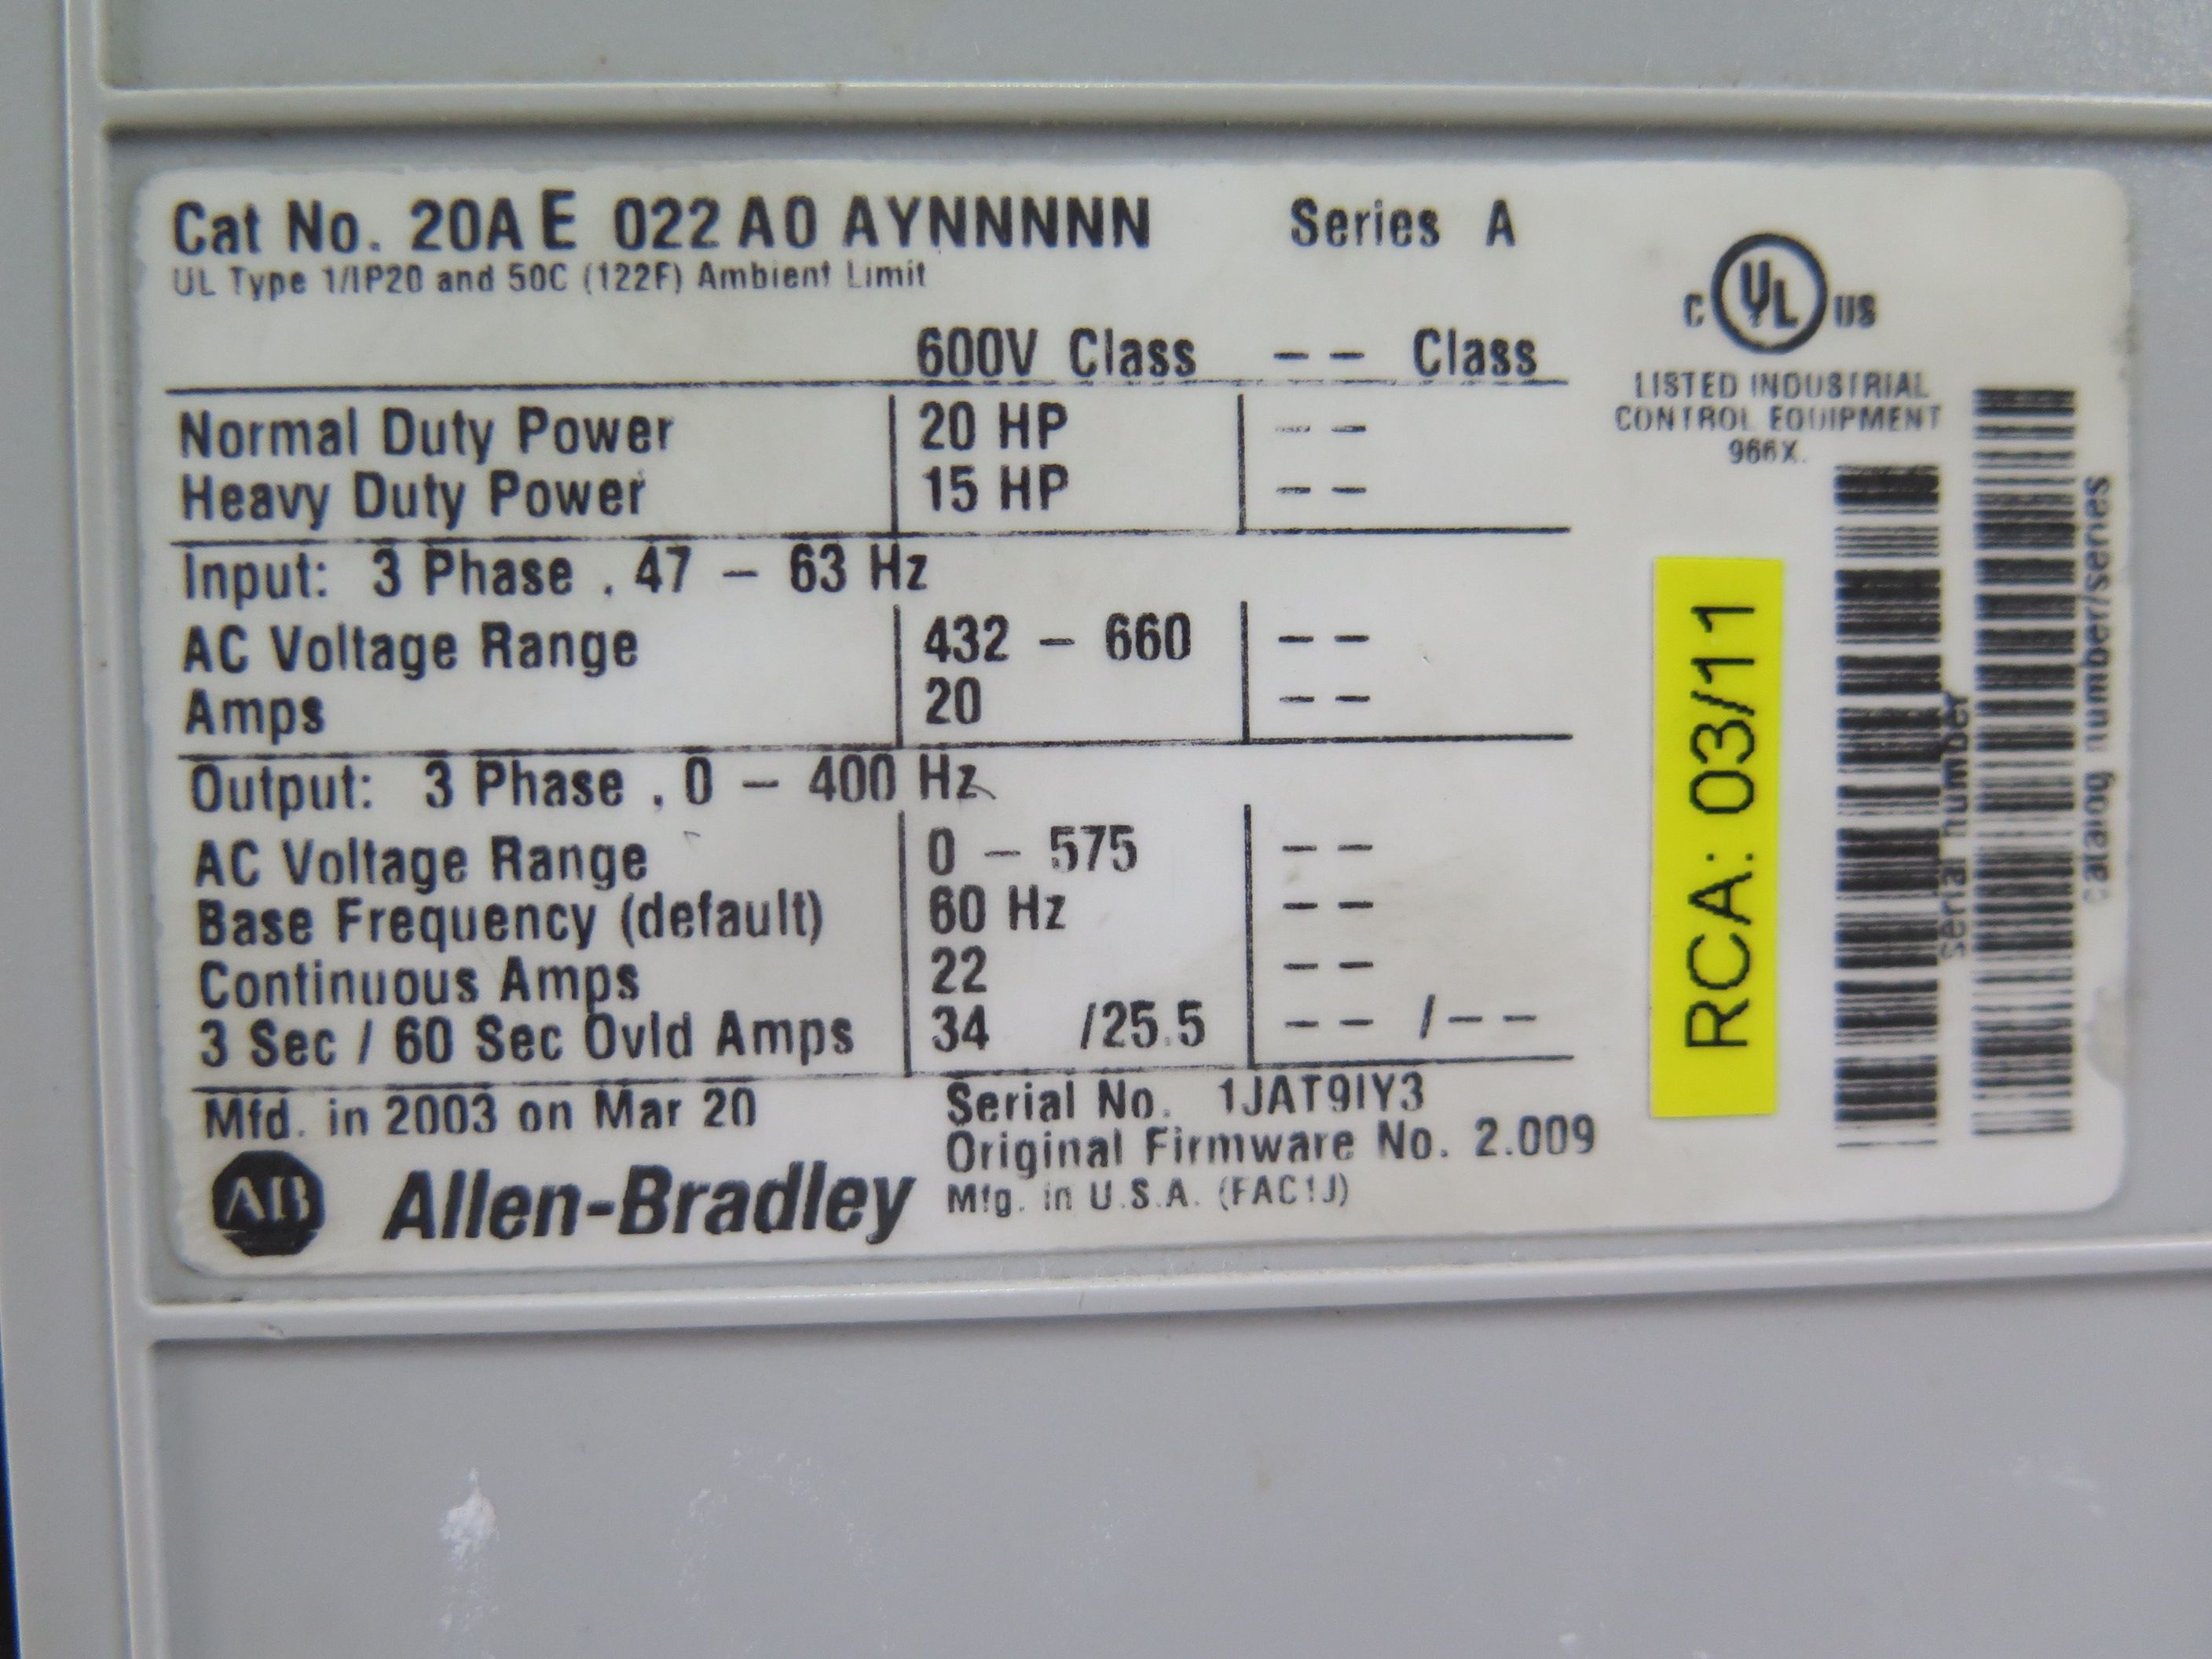 Cat No. 20A E 022 A0 AYNNNNN Series A
UL Type 1/IP20 and 50C (122F) Ambient Limit
600V Class -- Class
Normal Duty Power 20 HP --
Heavy Duty Power 15 HP --
Input: 3 Phase , 47 - 63 Hz
AC Voltage Range 432 - 660 --
Amps 20 --
Output: 3 Phase , 0 - 400 Hz
AC Voltage Range 0 - 575 --
Base Frequency (default) 60 Hz --
Continuous Amps 22 --
3 Sec / 60 Sec Ovld Amps 34 /25.5 -- /--
Mfd. in 2003 on Mar 20
Serial No. 1JAT9IY3
Original Firmware No. 2.009
Mfg. in U.S.A. (FAC1J)
AB Allen-Bradley
C UL US
LISTED INDUSTRIAL
CONTROL EQUIPMENT
966X.
RCA: 03/11
serial number
catalog number/series